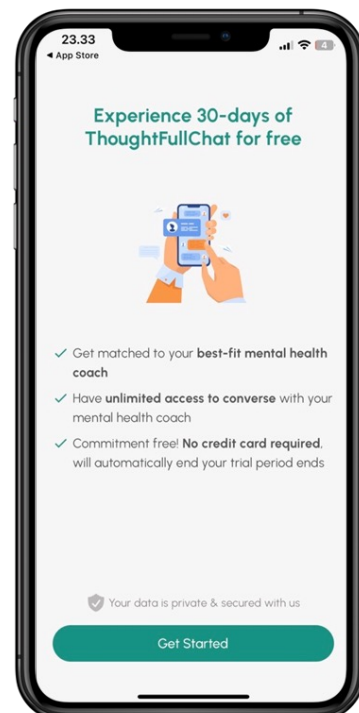 23.33
◀ App Store
4
Experience 30-days of
ThoughtFullChat for free
Get matched to your best-fit mental health
coach
Have unlimited access to converse with your
mental health coach
Commitment free! No credit card required,
will automatically end your trial period ends
Your data is private & secured with us
Get Started